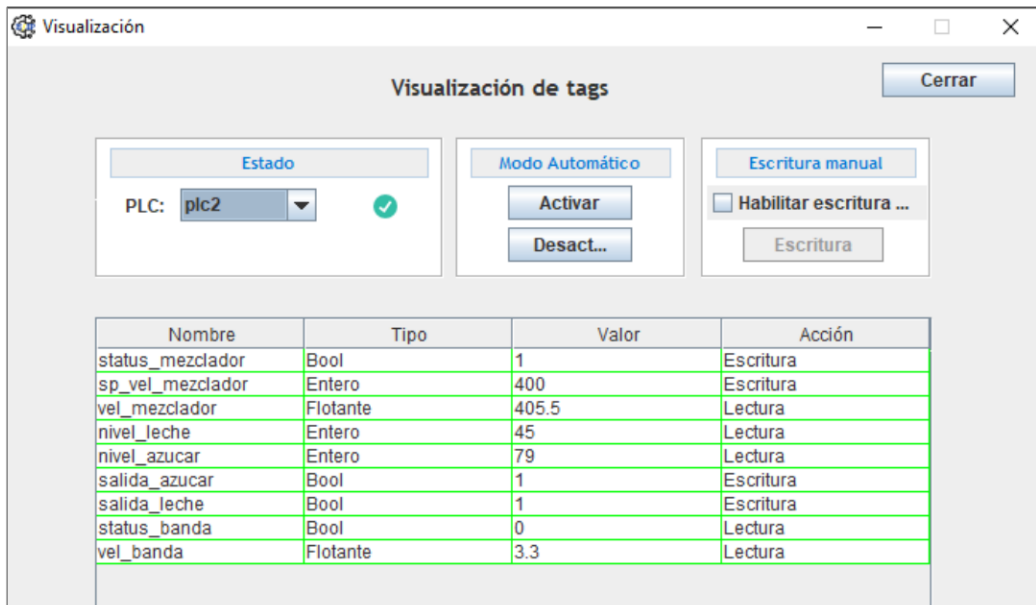 Visualización
Visualización de tags
Cerrar
Estado
PLC: plc2
Modo Automático
Activar
Desact...
Escritura manual
Habilitar escritura ...
Escritura
Nombre Tipo Valor Acción
status_mezclador Bool 1 Escritura
sp_vel_mezclador Entero 400 Escritura
vel_mezclador Flotante 405.5 Lectura
nivel_leche Entero 45 Lectura
nivel_azucar Entero 79 Lectura
salida_azucar Bool 1 Escritura
salida_leche Bool 1 Escritura
status_banda Bool 0 Lectura
vel_banda Flotante 3.3 Lectura